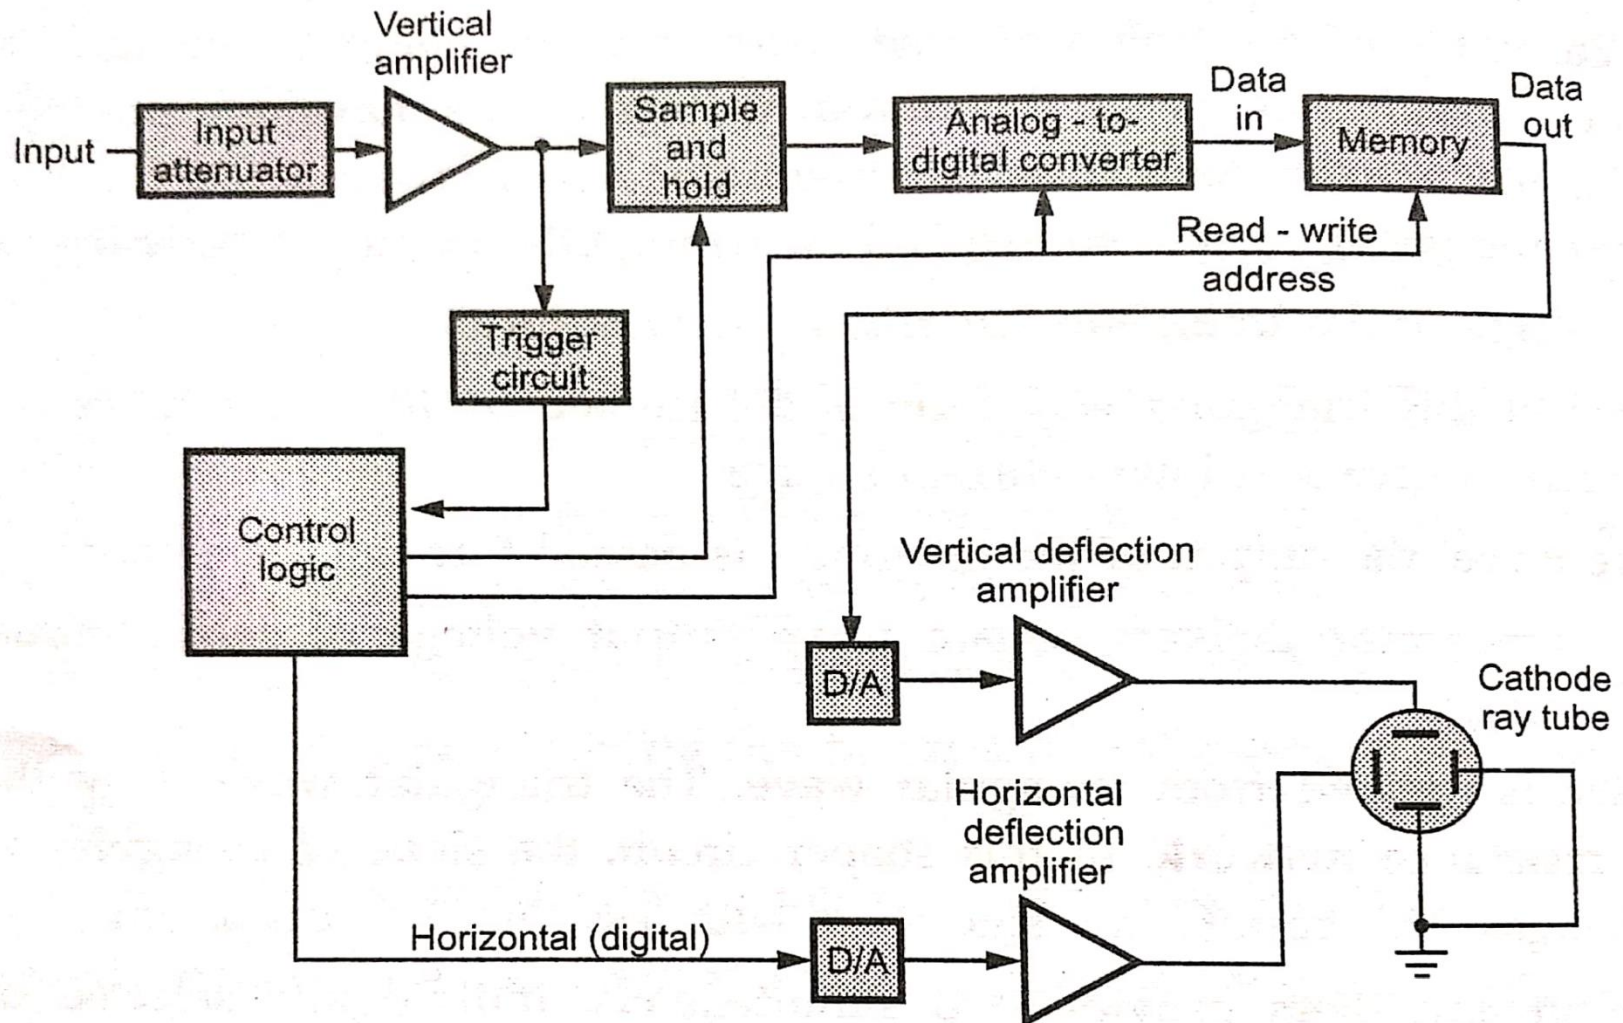 Vertical
amplifier
Input
Input
attenuator
Sample
and
hold
Analog - to-
digital converter
Data
in
Memory
Data
out
Read - write
address
Trigger
circuit
Control
logic
Vertical deflection
amplifier
D/A
Cathode
ray tube
Horizontal
deflection
amplifier
Horizontal (digital)
D/A